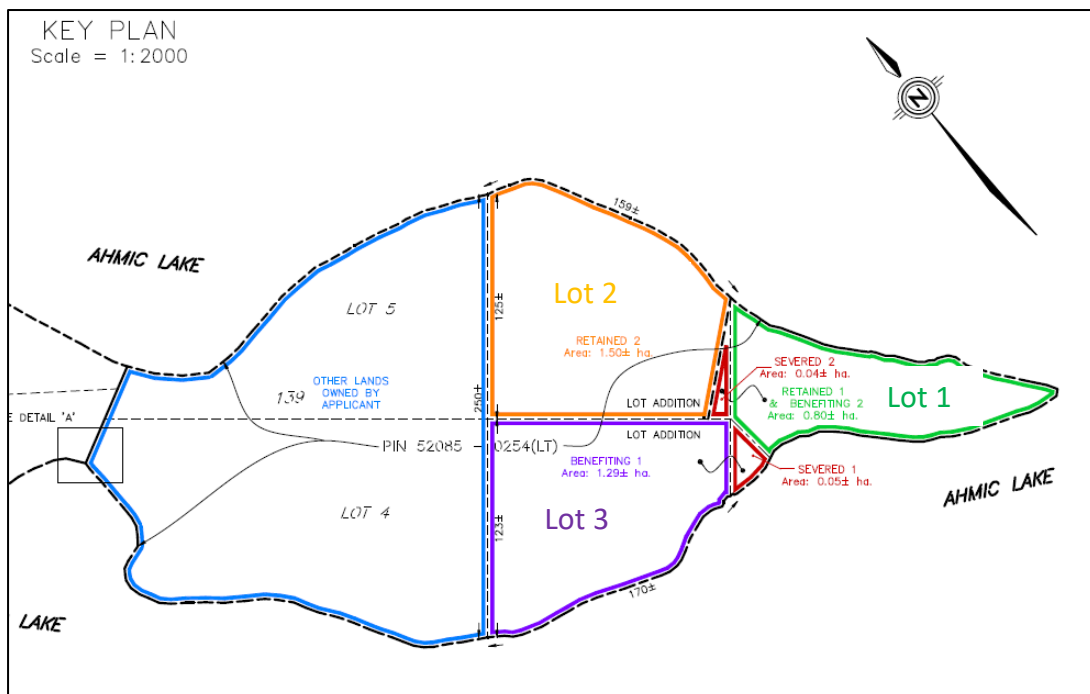 KEY PLAN
Scale = 1:2000
N
AHMIC LAKE
159±
LOT 5
Lot 2
125±
RETAINED 2
Area: 1.50± ha.
SEVERED 2
Area: 0.04± ha.
RETAINED 1
& BENEFITING 2
Area: 0.80± ha.
Lot 1
139
OTHER LANDS
OWNED BY
APPLICANT
250±
LOT ADDITION
E DETAIL 'A'
PIN 52085 - 0254(LT)
LOT ADDITION
BENEFITING 1
Area: 1.29± ha.
SEVERED 1
Area: 0.05± ha.
AHMIC LAKE
LOT 4
Lot 3
123±
170±
LAKE